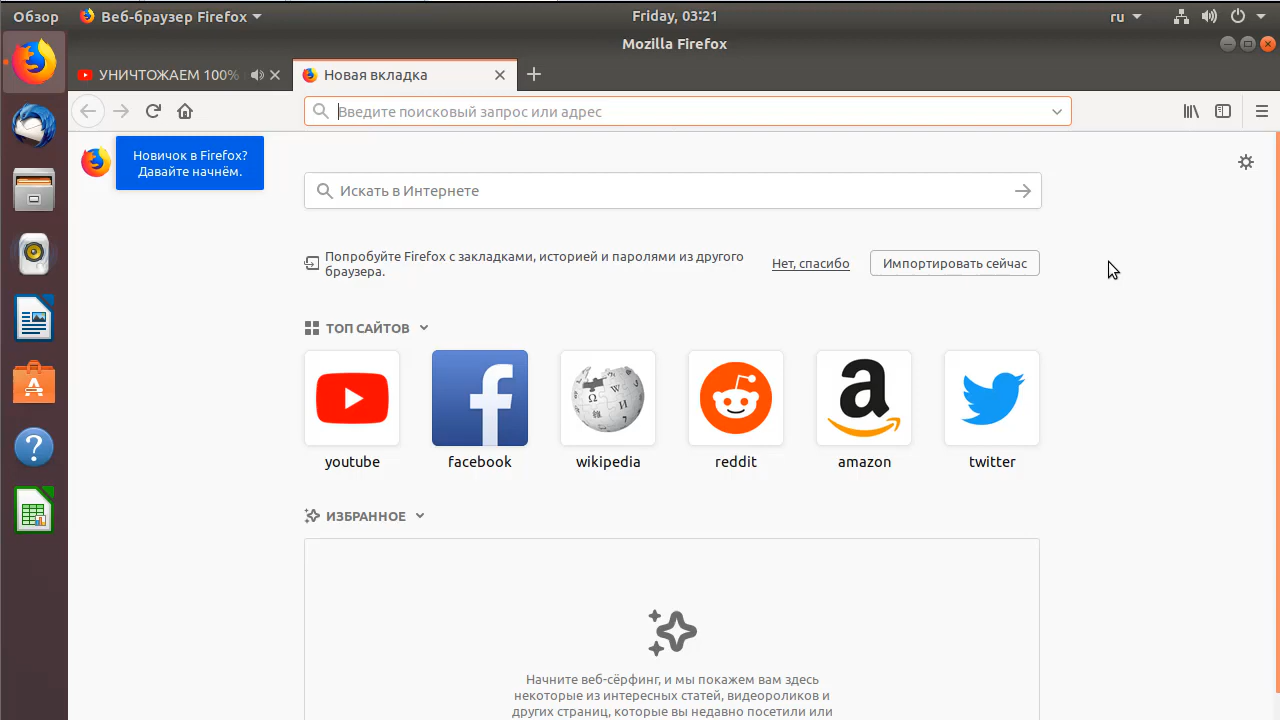 Обзор
Веб-браузер Firefox
Friday, 03:21
ru
Mozilla Firefox
УНИЧТОЖАЕМ 100%
Новая вкладка
Введите поисковый запрос или адрес
Новичок в Firefox?
Давайте начнём.
Искать в Интернете
Попробуйте Firefox с закладками, историей и паролями из другого
браузера.
Нет, спасибо
Импортировать сейчас
ТОП САЙТОВ
youtube
facebook
wikipedia
reddit
amazon
twitter
ИЗБРАННОЕ
Начните веб-сёрфинг, и мы покажем вам здесь
некоторые из интересных статей, видеороликов и
других страниц, которые вы недавно посетили или